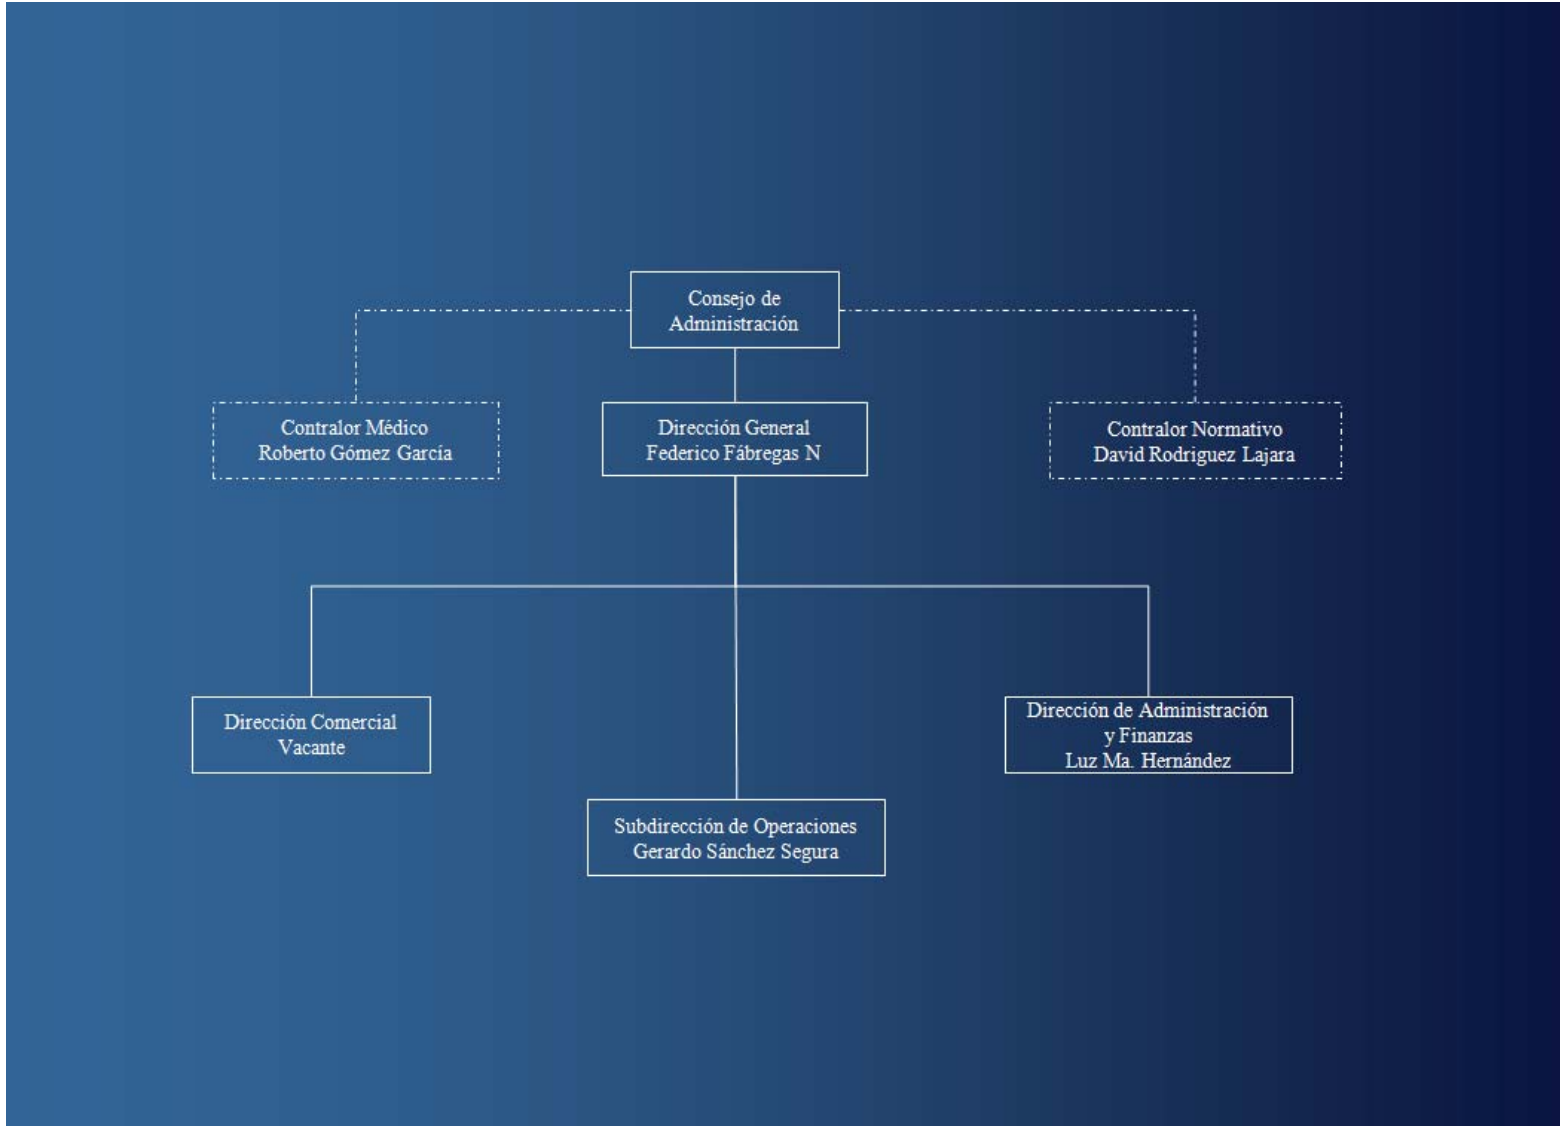 Consejo de
Administración
Contralor Médico
Roberto Gómez García
Dirección General
Federico Fábregas N
Contralor Normativo
David Rodriguez Lajara
Dirección Comercial
Vacante
Dirección de Administración
y Finanzas
Luz Ma. Hernández
Subdirección de Operaciones
Gerardo Sánchez Segura